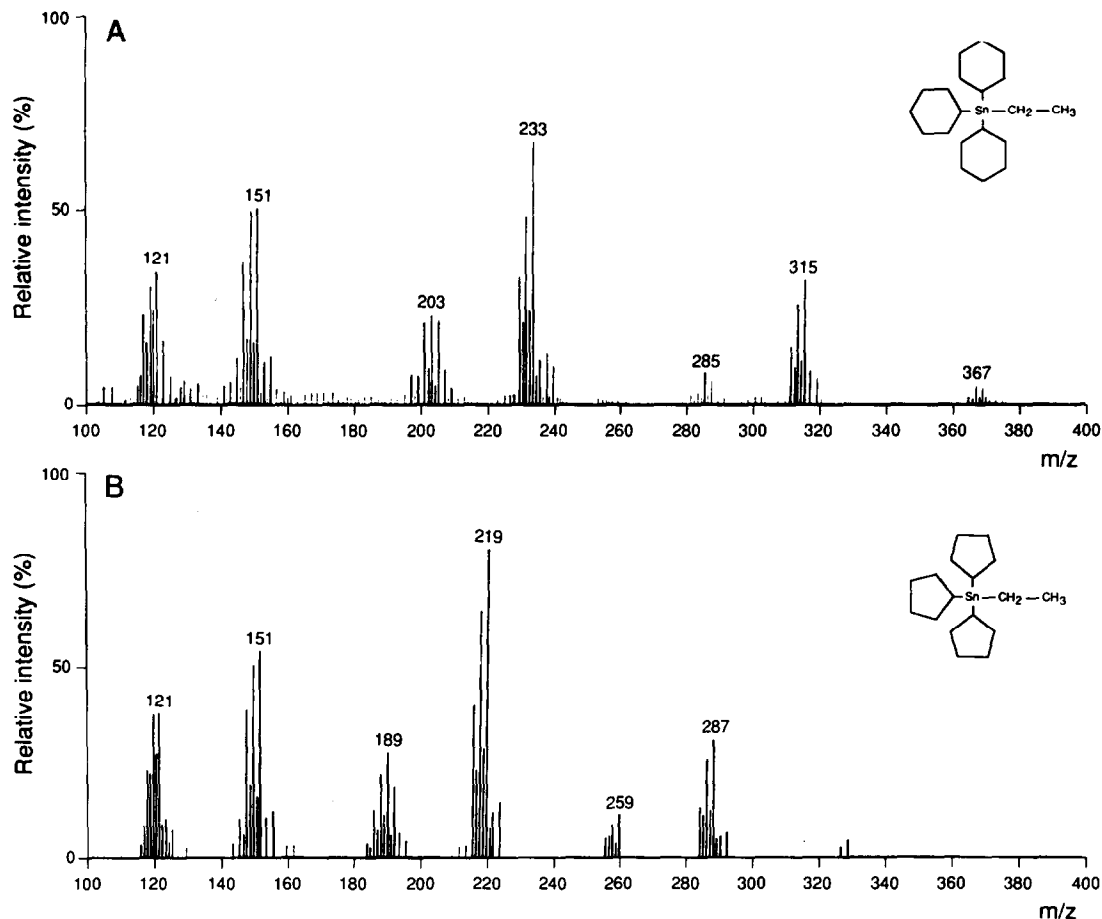 A
Relative intensity (%)
100
50
0
121
151
203
233
285
315
367
Sn
CH₂
CH₃
100 120 140 160 180 200 220 240 260 280 300 320 340 360 380 400
m/z
B
Relative intensity (%)
100
50
0
121
151
189
219
259
287
Sn
CH₂
CH₃
100 120 140 160 180 200 220 240 260 280 300 320 340 360 380 400
m/z